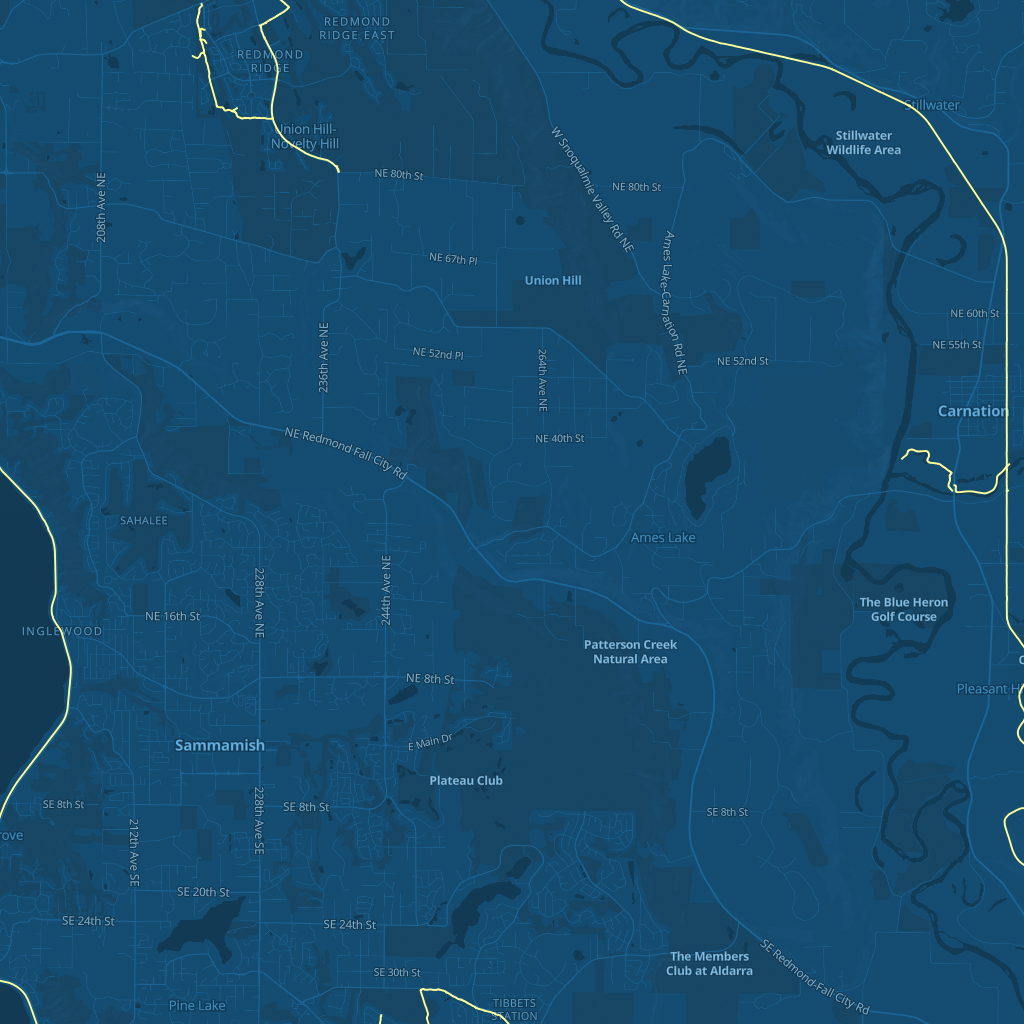 REDMOND
RIDGE EAST
REDMOND
RIDGE
Stillwater
Union Hill-
Novelty Hill
Stillwater
Wildlife Area
W Snoqualmie Valley Rd NE
NE 80th St
NE 80th St
208th Ave NE
Ames Lake-Carnation Rd NE
NE 67th Pl
Union Hill
NE 60th St
236th Ave NE
NE 55th St
NE 52nd Pl
264th Ave NE
NE 52nd St
Carnation
NE Redmond Fall City Rd
NE 40th St
SAHALEE
Ames Lake
228th Ave NE
244th Ave NE
NE 16th St
The Blue Heron
Golf Course
INGLEWOOD
Patterson Creek
Natural Area
NE 8th St
Pleasant H
Sammamish
E Main Dr
Plateau Club
SE 8th St
SE 8th St
SE 8th St
228th Ave SE
212th Ave SE
rove
SE 20th St
SE 24th St
SE 24th St
SE 30th St
The Members
Club at Aldarra
SE Redmond-Fall City Rd
Pine Lake
TIBBETS
STATION